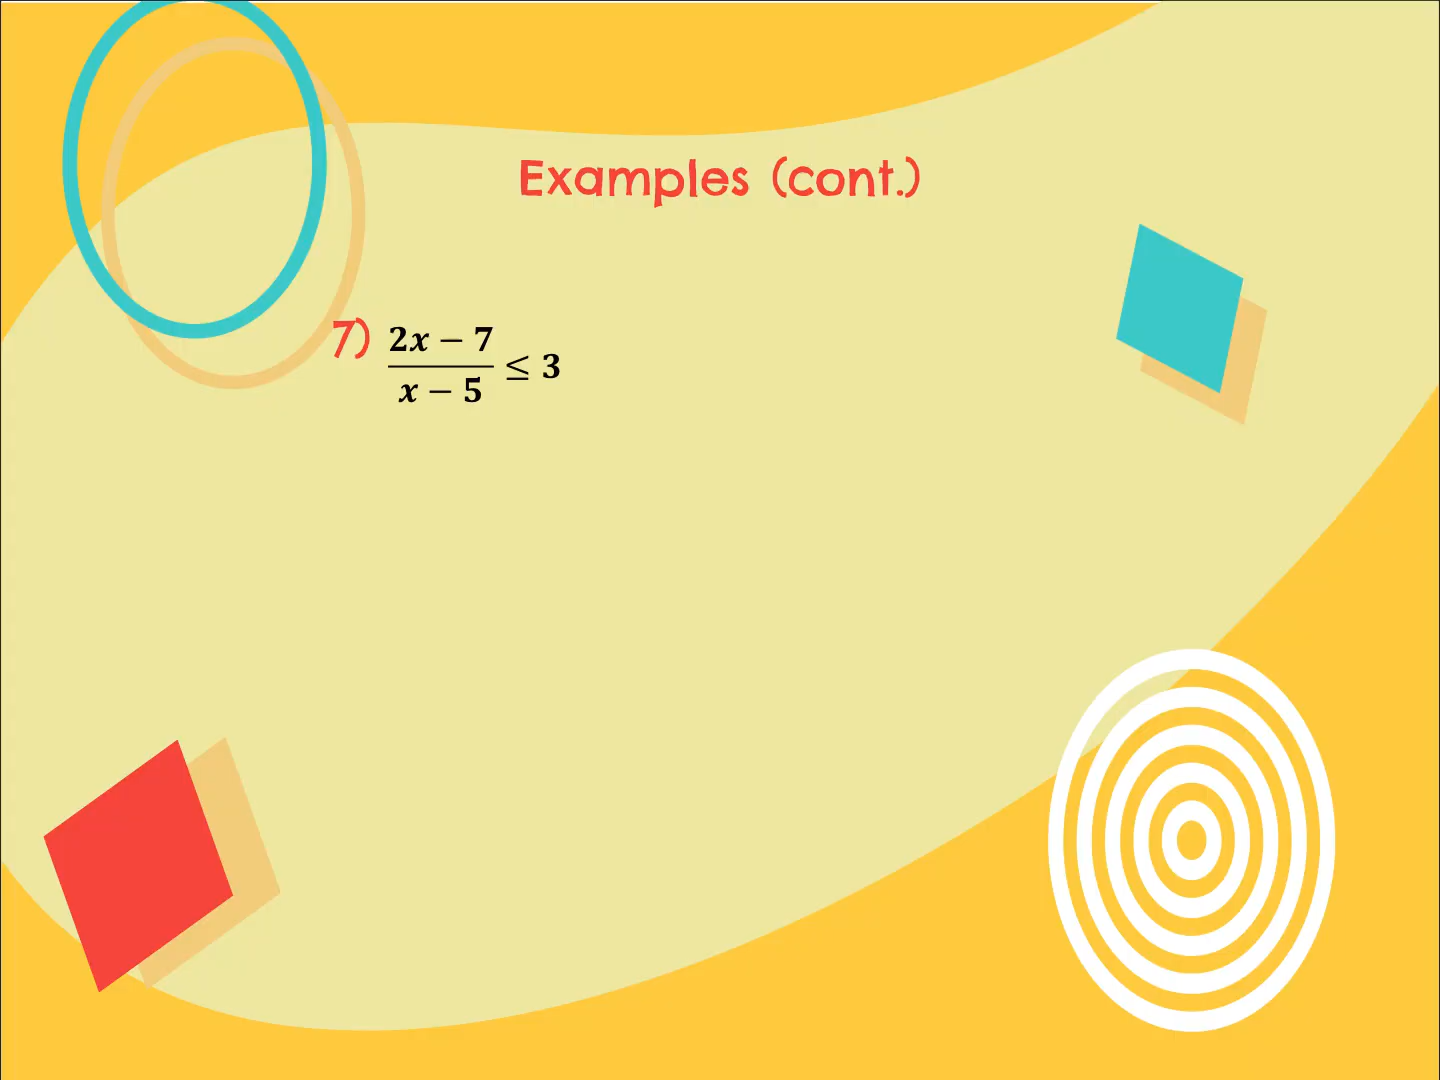 Examples (cont.)
7) (2x − 7)/(x − 5) ≤ 3